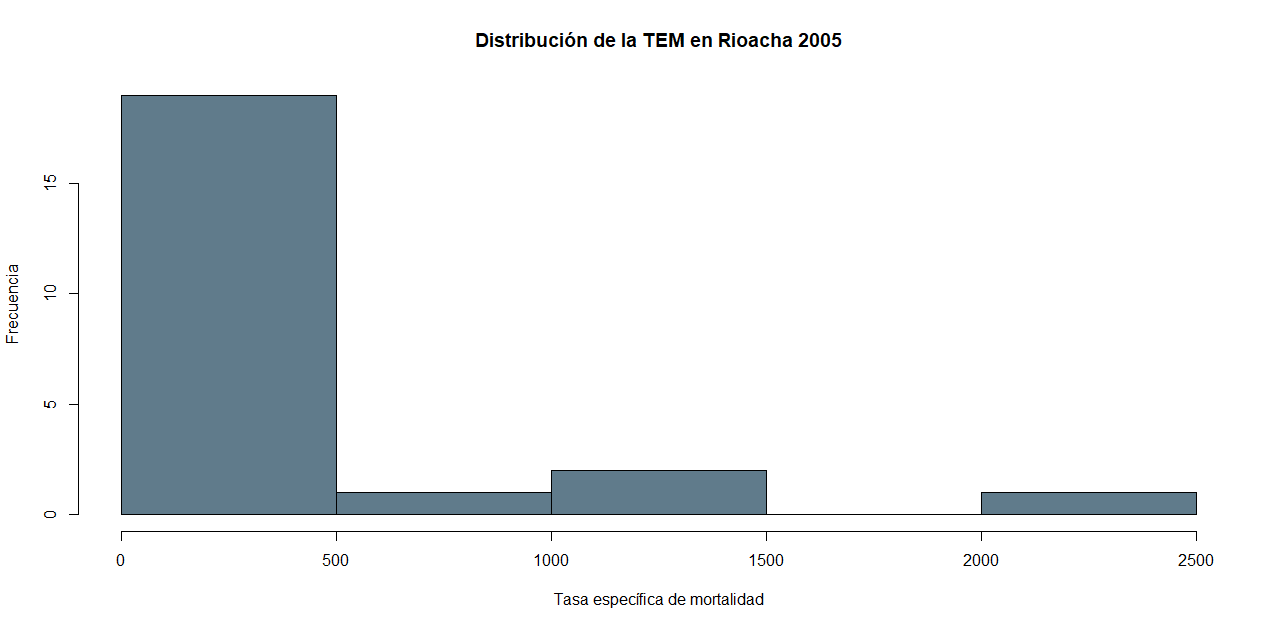 Distribución de la TEM en Rioacha 2005
Frecuencia
15
10
5
0
0 500 1000 1500 2000 2500
Tasa específica de mortalidad